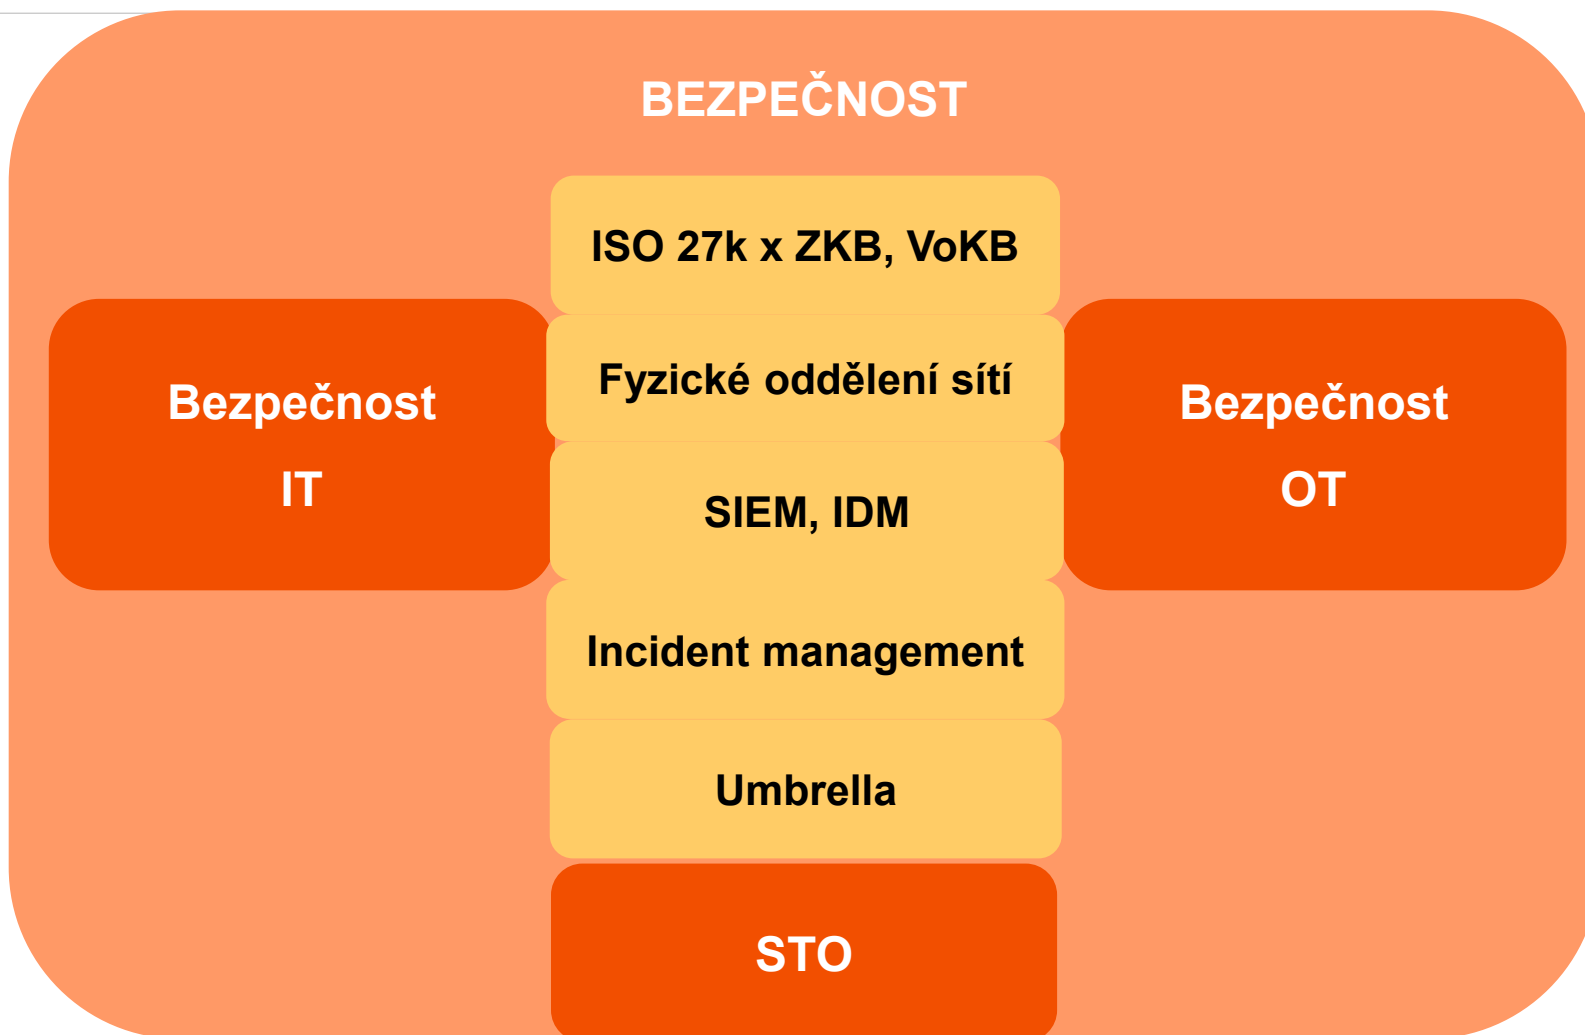 BEZPEČNOST
ISO 27k x ZKB, VoKB
Fyzické oddělení sítí
Bezpečnost
IT
Bezpečnost
OT
SIEM, IDM
Incident management
Umbrella
STO